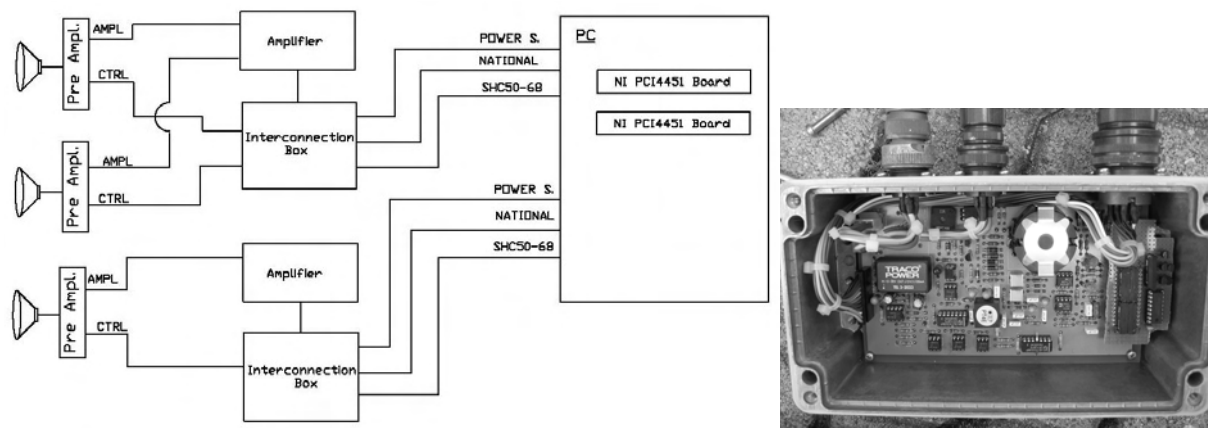 Pre Ampl.
AMPL
CTRL
Amplifier
Interconnection
Box
POWER S.
NATIONAL
SHC50-68
PC
NI PCI4451 Board
NI PCI4451 Board
Pre Ampl.
AMPL
CTRL
Pre Ampl.
AMPL
CTRL
Amplifier
Interconnection
Box
POWER S.
NATIONAL
SHC50-68
TRACO
POWER